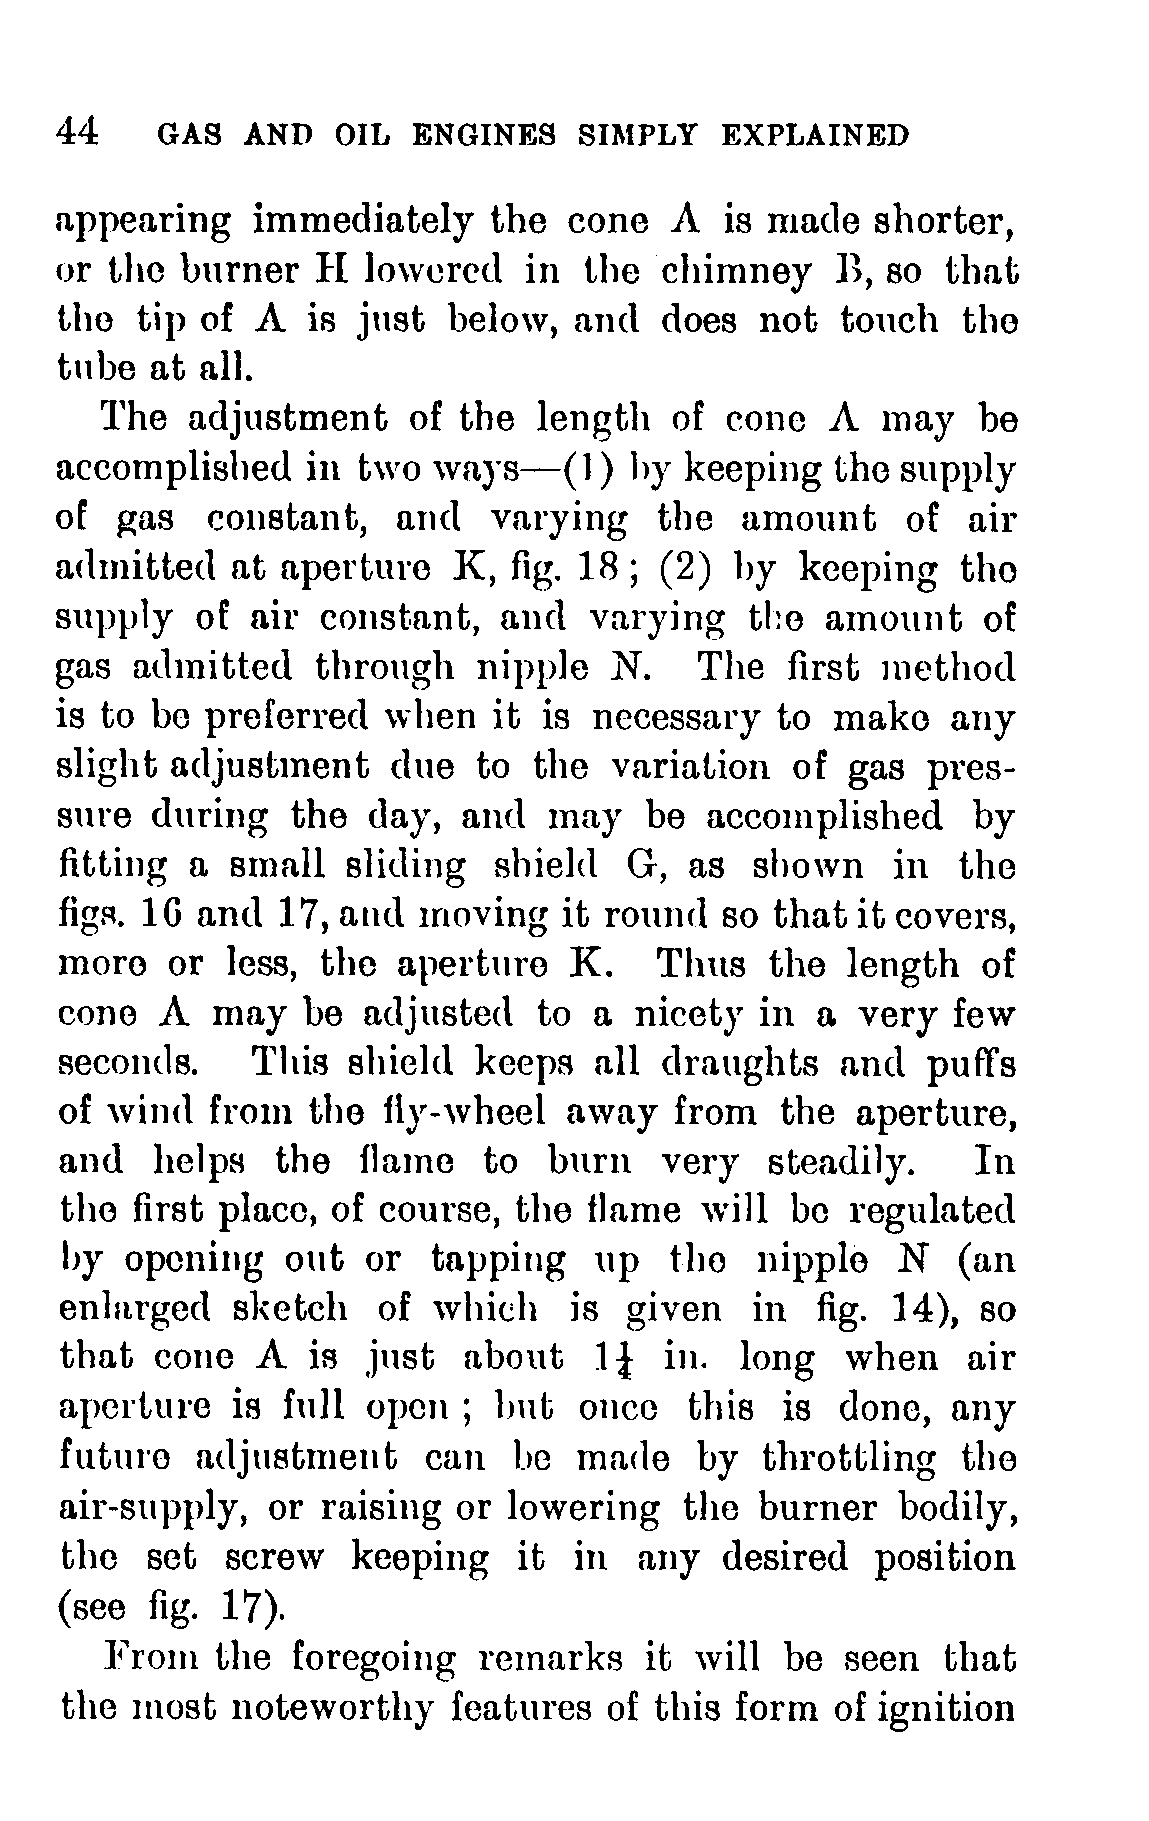 44 GAS AND OIL ENGINES SIMPLY EXPLAINED
appearing immediately the cone A is made shorter,
or the burner H lowered in the chimney B, so that
the tip of A is just below, and does not touch the
tube at all.
The adjustment of the length of cone A may be
accomplished in two ways—(1) by keeping the supply
of gas constant, and varying the amount of air
admitted at aperture K, fig. 18; (2) by keeping the
supply of air constant, and varying the amount of
gas admitted through nipple N. The first method
is to be preferred when it is necessary to make any
slight adjustment due to the variation of gas pres-
sure during the day, and may be accomplished by
fitting a small sliding shield G, as shown in the
figs. 16 and 17, and moving it round so that it covers,
more or less, the aperture K. Thus the length of
cone A may be adjusted to a nicety in a very few
seconds. This shield keeps all draughts and puffs
of wind from the fly-wheel away from the aperture,
and helps the flame to burn very steadily. In
the first place, of course, the flame will be regulated
by opening out or tapping up the nipple N (an
enlarged sketch of which is given in fig. 14), so
that cone A is just about 1¼ in. long when air
aperture is full open; but once this is done, any
future adjustment can be made by throttling the
air-supply, or raising or lowering the burner bodily,
the set screw keeping it in any desired position
(see fig. 17).
From the foregoing remarks it will be seen that
the most noteworthy features of this form of ignition